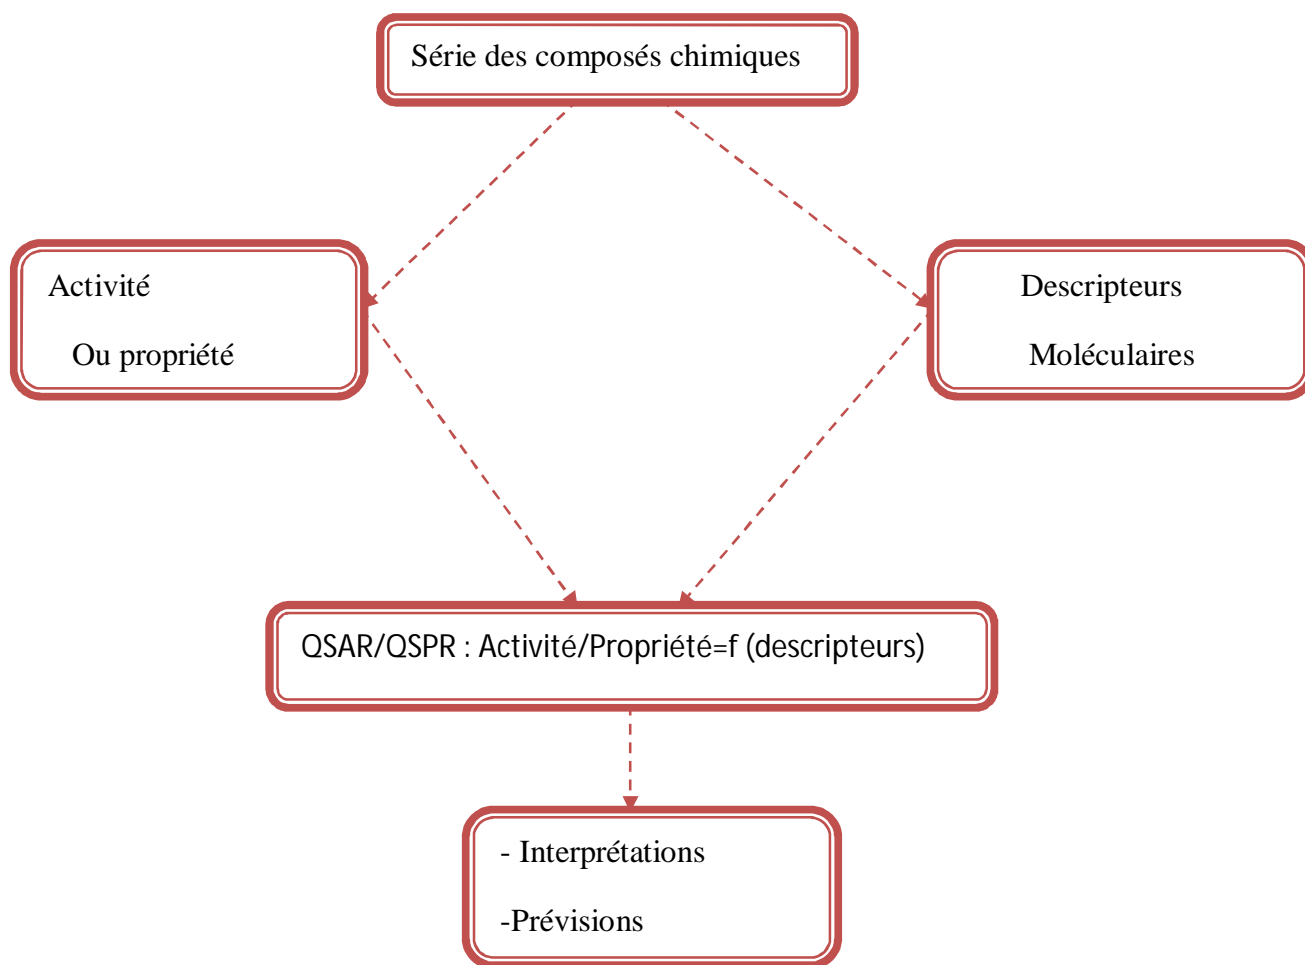 Série des composés chimiques
Activité
Ou propriété
Descripteurs
Moléculaires
QSAR/QSPR : Activité/Propriété=f (descripteurs)
- Interprétations
-Prévisions